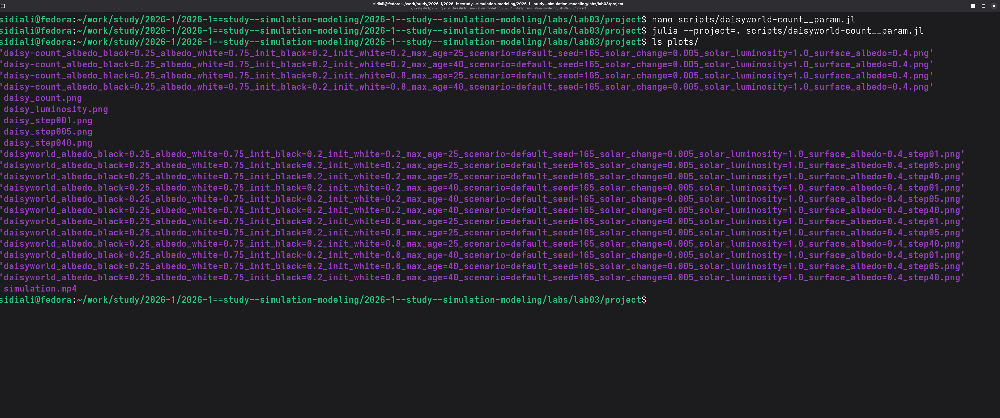 sidiali@fedora:~/work/study/2026-1/2026-1==study--simulation-modeling/2026-1--study--simulation-modeling/labs/lab03/project
~/work/study/2026-1/2026-1==study--simulation-modeling/2026-1--study--simulation-modeling/labs/lab03/project
sidiali@fedora:~/work/study/2026-1/2026-1==study--simulation-modeling/2026-1--study--simulation-modeling/labs/lab03/project$ nano scripts/daisyworld-count__param.jl
sidiali@fedora:~/work/study/2026-1/2026-1==study--simulation-modeling/2026-1--study--simulation-modeling/labs/lab03/project$ julia --project=. scripts/daisyworld-count__param.jl
sidiali@fedora:~/work/study/2026-1/2026-1==study--simulation-modeling/2026-1--study--simulation-modeling/labs/lab03/project$ ls plots/
'daisy-count_albedo_black=0.25_albedo_white=0.75_init_black=0.2_init_white=0.2_max_age=25_scenario=default_seed=165_solar_change=0.005_solar_luminosity=1.0_surface_albedo=0.4.png'
'daisy-count_albedo_black=0.25_albedo_white=0.75_init_black=0.2_init_white=0.2_max_age=40_scenario=default_seed=165_solar_change=0.005_solar_luminosity=1.0_surface_albedo=0.4.png'
'daisy-count_albedo_black=0.25_albedo_white=0.75_init_black=0.2_init_white=0.8_max_age=25_scenario=default_seed=165_solar_change=0.005_solar_luminosity=1.0_surface_albedo=0.4.png'
'daisy-count_albedo_black=0.25_albedo_white=0.75_init_black=0.2_init_white=0.8_max_age=40_scenario=default_seed=165_solar_change=0.005_solar_luminosity=1.0_surface_albedo=0.4.png'
daisy_count.png
daisy_luminosity.png
daisy_step001.png
daisy_step005.png
daisy_step040.png
'daisyworld_albedo_black=0.25_albedo_white=0.75_init_black=0.2_init_white=0.2_max_age=25_scenario=default_seed=165_solar_change=0.005_solar_luminosity=1.0_surface_albedo=0.4_step01.png'
'daisyworld_albedo_black=0.25_albedo_white=0.75_init_black=0.2_init_white=0.2_max_age=25_scenario=default_seed=165_solar_change=0.005_solar_luminosity=1.0_surface_albedo=0.4_step05.png'
'daisyworld_albedo_black=0.25_albedo_white=0.75_init_black=0.2_init_white=0.2_max_age=25_scenario=default_seed=165_solar_change=0.005_solar_luminosity=1.0_surface_albedo=0.4_step40.png'
'daisyworld_albedo_black=0.25_albedo_white=0.75_init_black=0.2_init_white=0.2_max_age=40_scenario=default_seed=165_solar_change=0.005_solar_luminosity=1.0_surface_albedo=0.4_step01.png'
'daisyworld_albedo_black=0.25_albedo_white=0.75_init_black=0.2_init_white=0.2_max_age=40_scenario=default_seed=165_solar_change=0.005_solar_luminosity=1.0_surface_albedo=0.4_step05.png'
'daisyworld_albedo_black=0.25_albedo_white=0.75_init_black=0.2_init_white=0.2_max_age=40_scenario=default_seed=165_solar_change=0.005_solar_luminosity=1.0_surface_albedo=0.4_step40.png'
'daisyworld_albedo_black=0.25_albedo_white=0.75_init_black=0.2_init_white=0.8_max_age=25_scenario=default_seed=165_solar_change=0.005_solar_luminosity=1.0_surface_albedo=0.4_step01.png'
'daisyworld_albedo_black=0.25_albedo_white=0.75_init_black=0.2_init_white=0.8_max_age=25_scenario=default_seed=165_solar_change=0.005_solar_luminosity=1.0_surface_albedo=0.4_step05.png'
'daisyworld_albedo_black=0.25_albedo_white=0.75_init_black=0.2_init_white=0.8_max_age=25_scenario=default_seed=165_solar_change=0.005_solar_luminosity=1.0_surface_albedo=0.4_step40.png'
'daisyworld_albedo_black=0.25_albedo_white=0.75_init_black=0.2_init_white=0.8_max_age=40_scenario=default_seed=165_solar_change=0.005_solar_luminosity=1.0_surface_albedo=0.4_step01.png'
'daisyworld_albedo_black=0.25_albedo_white=0.75_init_black=0.2_init_white=0.8_max_age=40_scenario=default_seed=165_solar_change=0.005_solar_luminosity=1.0_surface_albedo=0.4_step05.png'
'daisyworld_albedo_black=0.25_albedo_white=0.75_init_black=0.2_init_white=0.8_max_age=40_scenario=default_seed=165_solar_change=0.005_solar_luminosity=1.0_surface_albedo=0.4_step40.png'
simulation.mp4
sidiali@fedora:~/work/study/2026-1/2026-1==study--simulation-modeling/2026-1--study--simulation-modeling/labs/lab03/project$